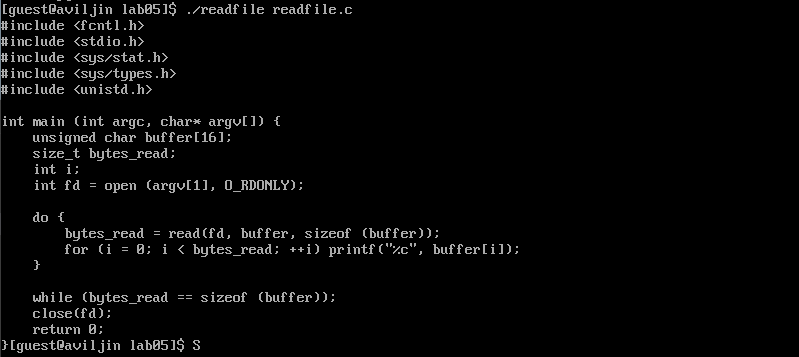 [guest@aviljin lab05]$ ./readfile readfile.c
#include <fcntl.h>
#include <stdio.h>
#include <sys/stat.h>
#include <sys/types.h>
#include <unistd.h>

int main (int argc, char* argv[]) {
    unsigned char buffer[16];
    size_t bytes_read;
    int i;
    int fd = open (argv[1], O_RDONLY);

    do {
        bytes_read = read(fd, buffer, sizeof (buffer));
        for (i = 0; i < bytes_read; ++i) printf("%c", buffer[i]);
    }

    while (bytes_read == sizeof (buffer));
    close(fd);
    return 0;
}[guest@aviljin lab05]$ S